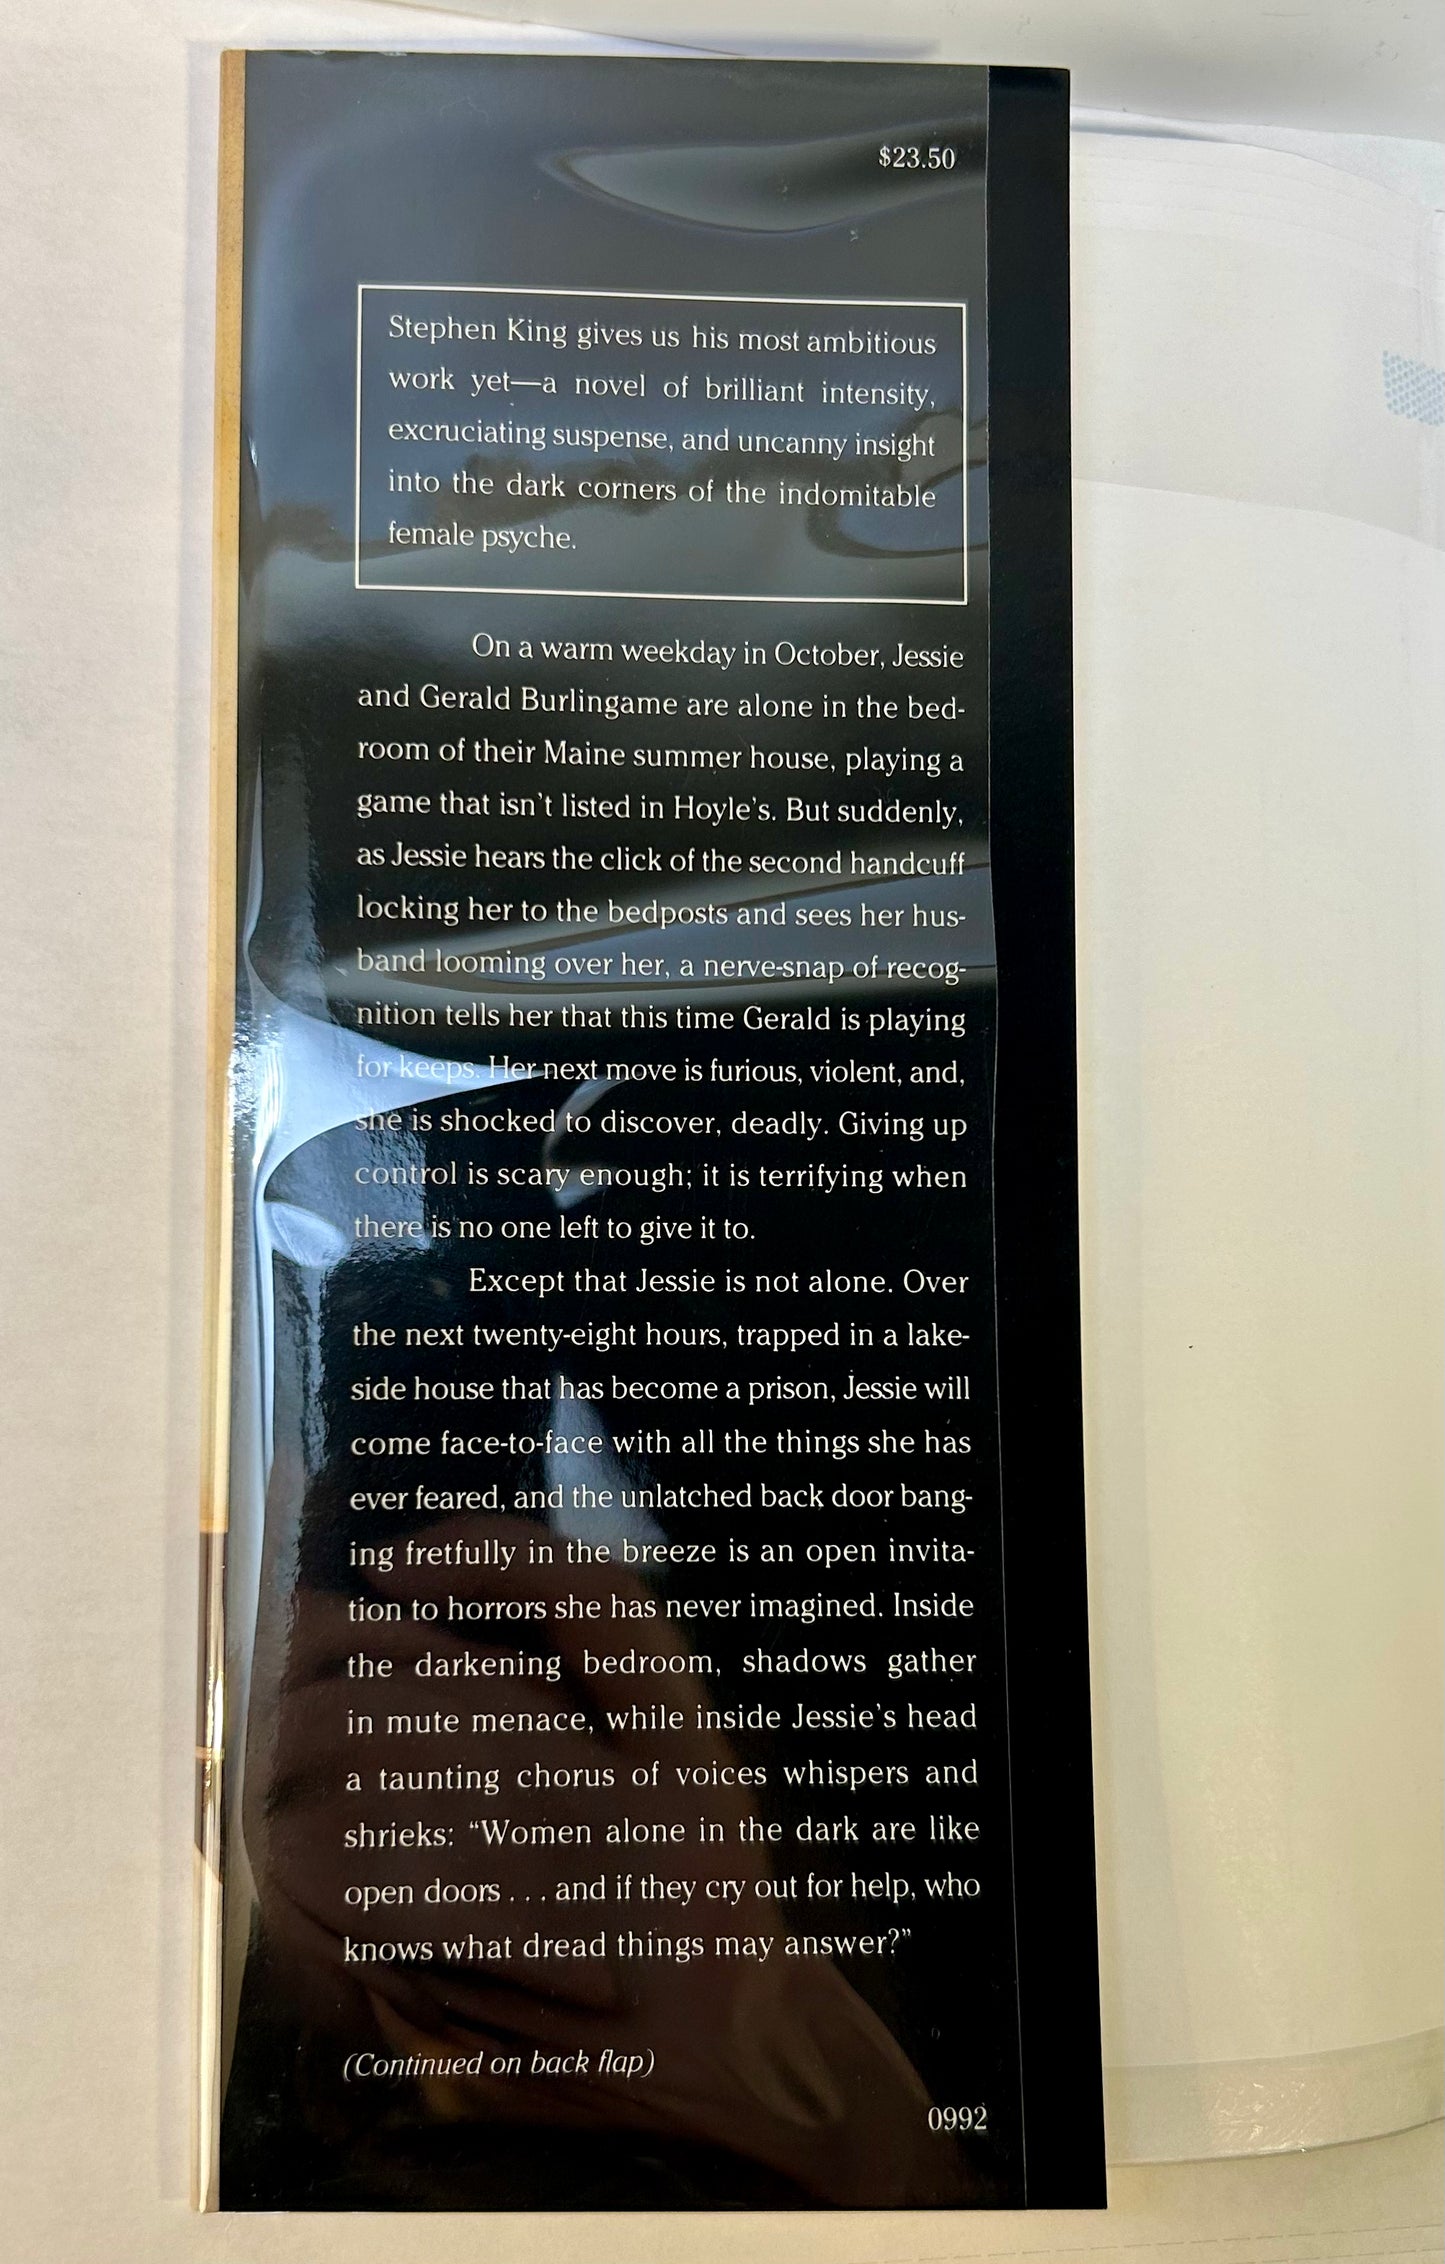 $23.50
Stephen King gives us his most ambitious
work yet—a novel of brilliant intensity,
excruciating suspense, and uncanny insight
into the dark corners of the indomitable
female psyche.
On a warm weekday in October, Jessie
and Gerald Burlingame are alone in the bed-
room of their Maine summer house, playing a
game that isn't listed in Hoyle's. But suddenly,
as Jessie hears the click of the second handcuff
locking her to the bedposts and sees her hus-
band looming over her, a nerve-snap of recog-
nition tells her that this time Gerald is playing
for keeps. Her next move is furious, violent, and,
she is shocked to discover, deadly. Giving up
control is scary enough; it is terrifying when
there is no one left to give it to.
Except that Jessie is not alone. Over
the next twenty-eight hours, trapped in a lake-
side house that has become a prison, Jessie will
come face-to-face with all the things she has
ever feared, and the unlatched back door bang-
ing fretfully in the breeze is an open invita-
tion to horrors she has never imagined. Inside
the darkening bedroom, shadows gather
in mute menace, while inside Jessie's head
a taunting chorus of voices whispers and
shrieks: “Women alone in the dark are like
open doors . . . and if they cry out for help, who
knows what dread things may answer?”
(Continued on back flap)
0992